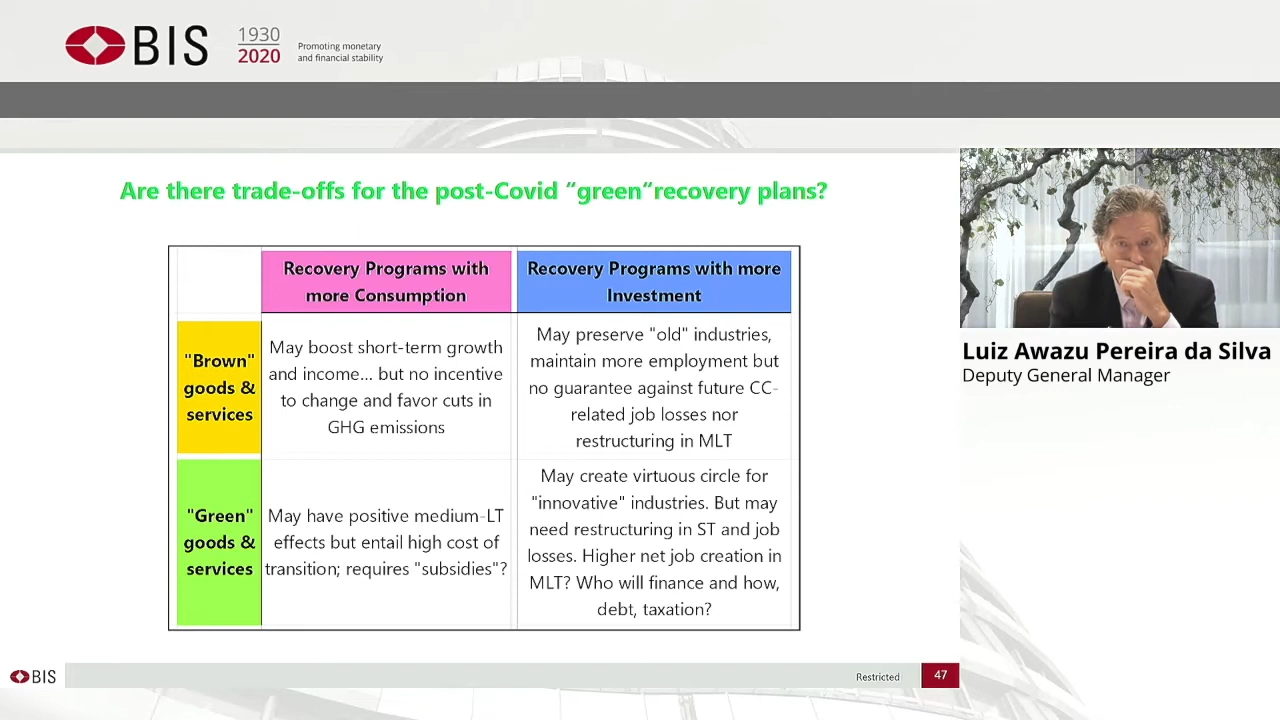 BIS
1930
2020
Promoting monetary
and financial stability
Are there trade-offs for the post-Covid “green“recovery plans?
Recovery Programs with
more Consumption
Recovery Programs with more
Investment
"Brown"
goods &
services
May boost short-term growth
and income... but no incentive
to change and favor cuts in
GHG emissions
May preserve "old" industries,
maintain more employment but
no guarantee against future CC-
related job losses nor
restructuring in MLT
"Green"
goods &
services
May have positive medium-LT
effects but entail high cost of
transition; requires "subsidies"?
May create virtuous circle for
"innovative" industries. But may
need restructuring in ST and job
losses. Higher net job creation in
MLT? Who will finance and how,
debt, taxation?
Luiz Awazu Pereira da Silva
Deputy General Manager
BIS
Restricted
47